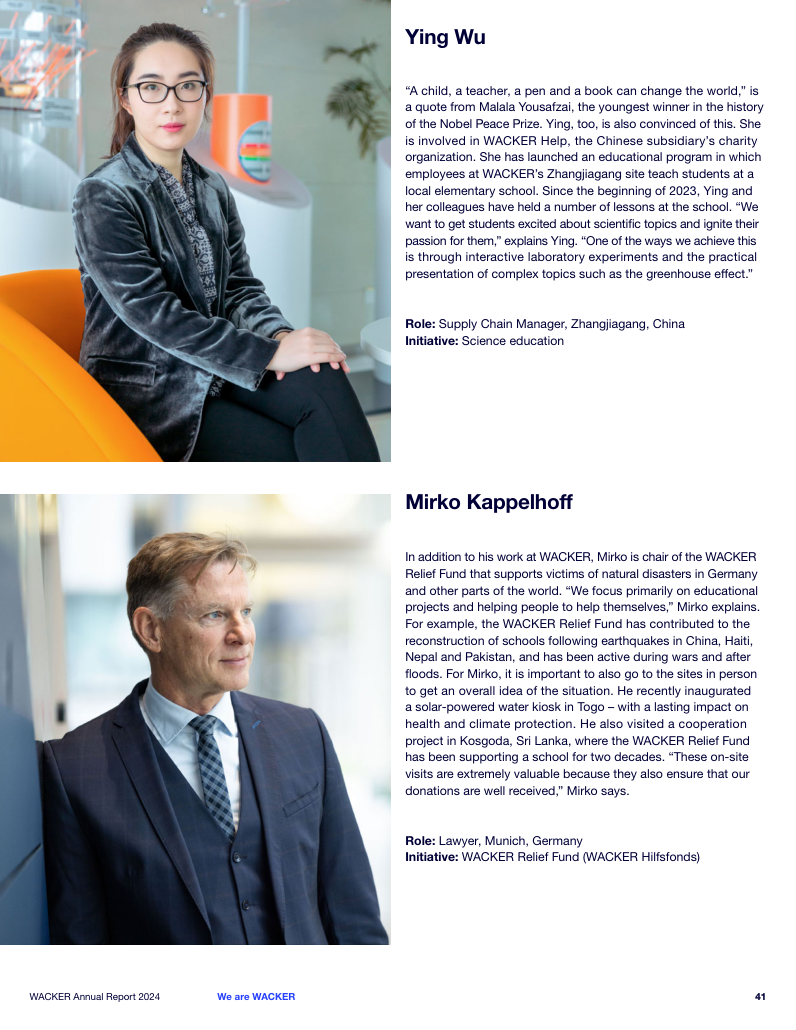 Ying Wu
“A child, a teacher, a pen and a book can change the world,” is
a quote from Malala Yousafzai, the youngest winner in the history
of the Nobel Peace Prize. Ying, too, is also convinced of this. She
is involved in WACKER Help, the Chinese subsidiary’s charity
organization. She has launched an educational program in which
employees at WACKER’s Zhangjiagang site teach students at a
local elementary school. Since the beginning of 2023, Ying and
her colleagues have held a number of lessons at the school. “We
want to get students excited about scientific topics and ignite their
passion for them,” explains Ying. “One of the ways we achieve this
is through interactive laboratory experiments and the practical
presentation of complex topics such as the greenhouse effect.”
Role: Supply Chain Manager, Zhangjiagang, China
Initiative: Science education
Mirko Kappelhoff
In addition to his work at WACKER, Mirko is chair of the WACKER
Relief Fund that supports victims of natural disasters in Germany
and other parts of the world. “We focus primarily on educational
projects and helping people to help themselves,” Mirko explains.
For example, the WACKER Relief Fund has contributed to the
reconstruction of schools following earthquakes in China, Haiti,
Nepal and Pakistan, and has been active during wars and after
floods. For Mirko, it is important to also go to the sites in person
to get an overall idea of the situation. He recently inaugurated
a solar-powered water kiosk in Togo – with a lasting impact on
health and climate protection. He also visited a cooperation
project in Kosgoda, Sri Lanka, where the WACKER Relief Fund
has been supporting a school for two decades. “These on-site
visits are extremely valuable because they also ensure that our
donations are well received,” Mirko says.
Role: Lawyer, Munich, Germany
Initiative: WACKER Relief Fund (WACKER Hilfsfonds)
WACKER Annual Report 2024 We are WACKER 41